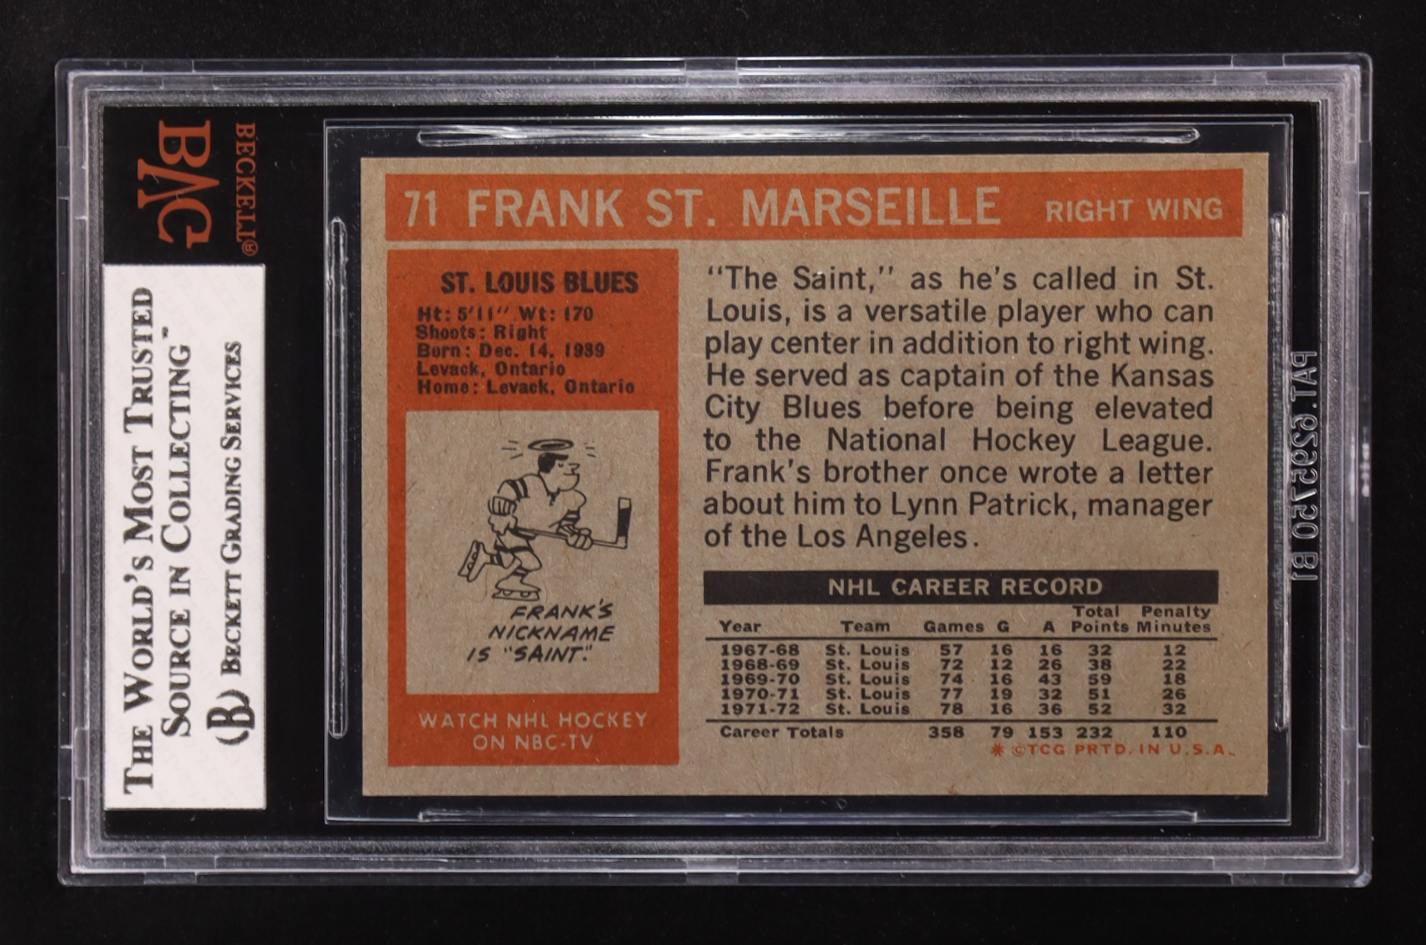 BVG
BECKETT®
THE WORLD'S MOST TRUSTED
SOURCE IN COLLECTING™
(B) BECKETT GRADING SERVICES
71 FRANK ST. MARSEILLE RIGHT WING
ST. LOUIS BLUES
Ht: 5'11" Wt: 170
Shoots: Right
Born: Dec. 14, 1939
Levack, Ontario
Home: Levack, Ontario
FRANK'S
NICKNAME
IS "SAINT."
WATCH NHL HOCKEY
ON NBC-TV
"The Saint," as he's called in St.
Louis, is a versatile player who can
play center in addition to right wing.
He served as captain of the Kansas
City Blues before being elevated
to the National Hockey League.
Frank's brother once wrote a letter
about him to Lynn Patrick, manager
of the Los Angeles.
NHL CAREER RECORD
Total Penalty
Year Team Games G A Points Minutes
1967-68 St. Louis 57 16 16 32 12
1968-69 St. Louis 72 12 26 38 22
1969-70 St. Louis 74 16 43 59 18
1970-71 St. Louis 77 19 32 51 26
1971-72 St. Louis 78 16 36 52 32
Career Totals 358 79 153 232 110
* ©TCG PRTD. IN U.S.A.
PAT. 6295750 B1